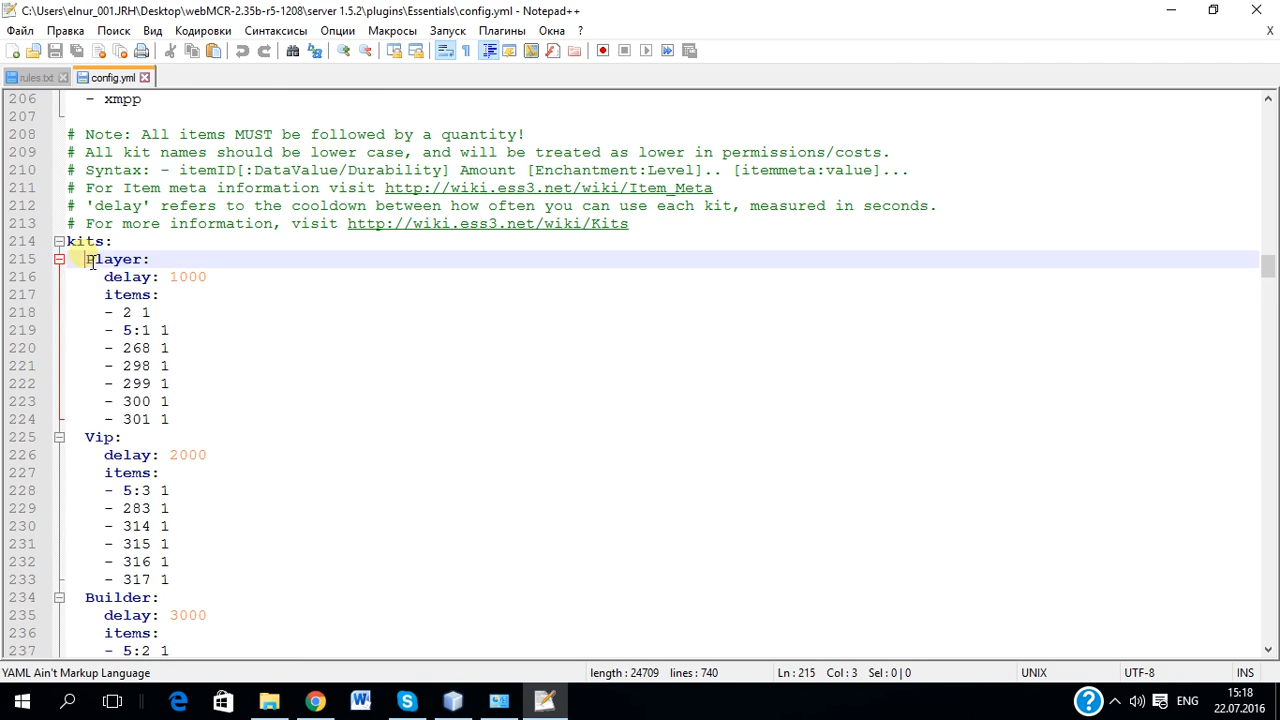 C:\Users\elnur_001.JRH\Desktop\webMCR-2.35b-r5-1208\server 1.5.2\plugins\Essentials\config.yml - Notepad++
Файл Правка Поиск Вид Кодировки Синтаксисы Опции Макросы Запуск Плагины Окна ? X
rules.txt config.yml
206 - xmpp
207
208 # Note: All items MUST be followed by a quantity!
209 # All kit names should be lower case, and will be treated as lower in permissions/costs.
210 # Syntax: - itemID[:DataValue/Durability] Amount [Enchantment:Level].. [itemmeta:value]...
211 # For Item meta information visit http://wiki.ess3.net/wiki/Item_Meta
212 # 'delay' refers to the cooldown between how often you can use each kit, measured in seconds.
213 # For more information, visit http://wiki.ess3.net/wiki/Kits
214 kits:
215 Player:
216 delay: 1000
217 items:
218 - 2 1
219 - 5:1 1
220 - 268 1
221 - 298 1
222 - 299 1
223 - 300 1
224 - 301 1
225 Vip:
226 delay: 2000
227 items:
228 - 5:3 1
229 - 283 1
230 - 314 1
231 - 315 1
232 - 316 1
233 - 317 1
234 Builder:
235 delay: 3000
236 items:
237 - 5:2 1
YAML Ain't Markup Language length : 24709 lines : 740 Ln : 215 Col : 3 Sel : 0 | 0 UNIX UTF-8 INS
ENG 15:18
22.07.2016